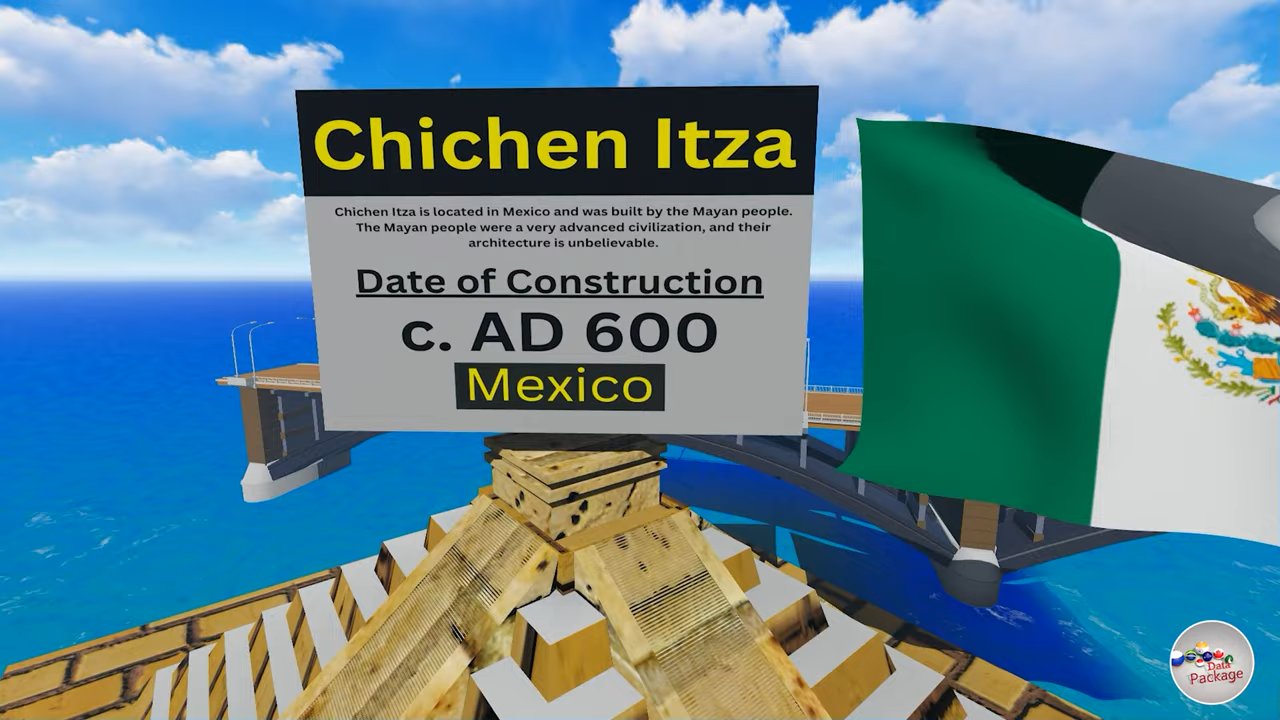 Chichen Itza
Chichen Itza is located in Mexico and was built by the Mayan people.
The Mayan people were a very advanced civilization, and their
architecture is unbelievable.
Date of Construction
c. AD 600
Mexico
Data
Package